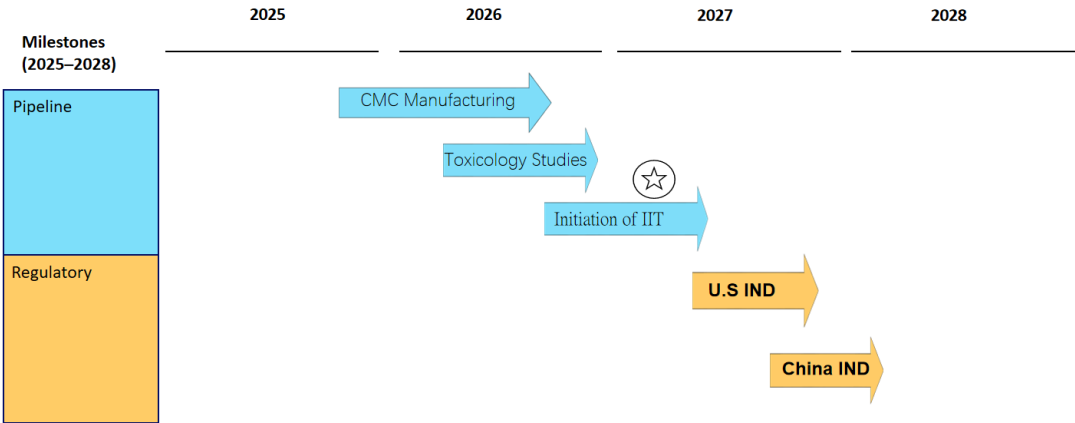 2025 2026 2027 2028
Milestones
(2025–2028)
Pipeline
CMC Manufacturing
Toxicology Studies
Initiation of IIT
Regulatory
U.S IND
China IND